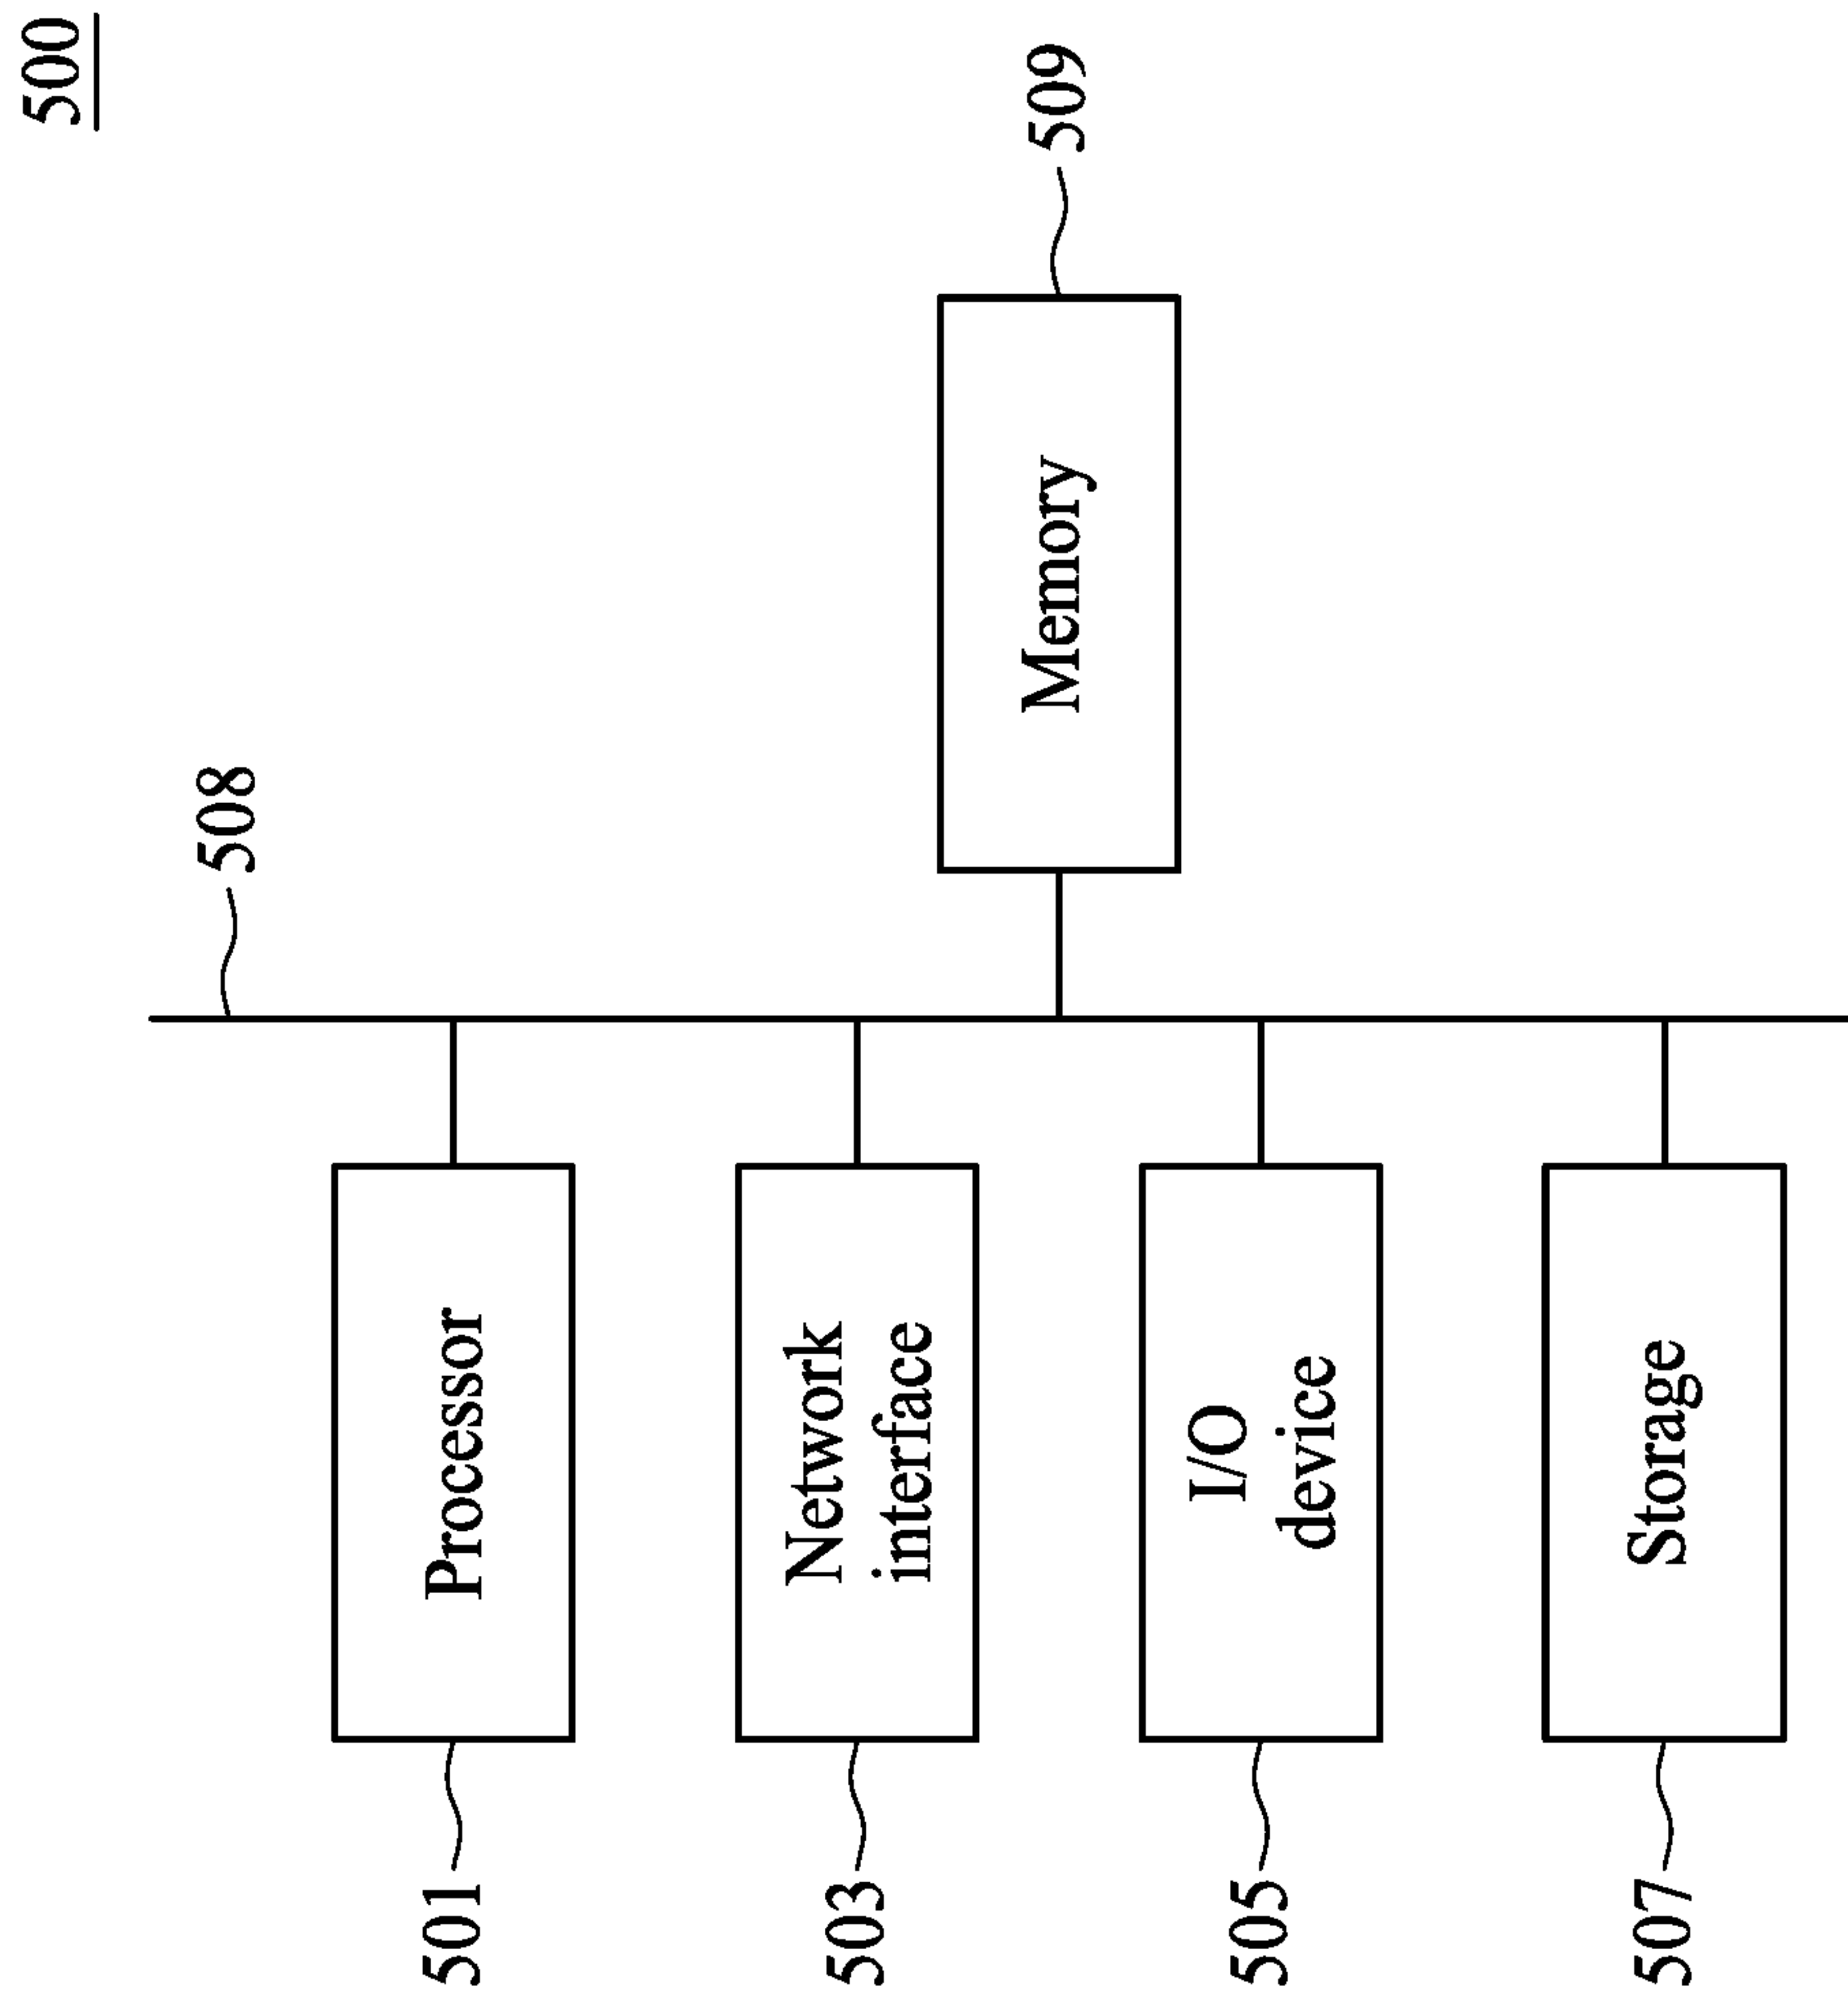 500
508
501
Processor
503
Network
interface
Memory
509
505
I/O
device
507
Storage